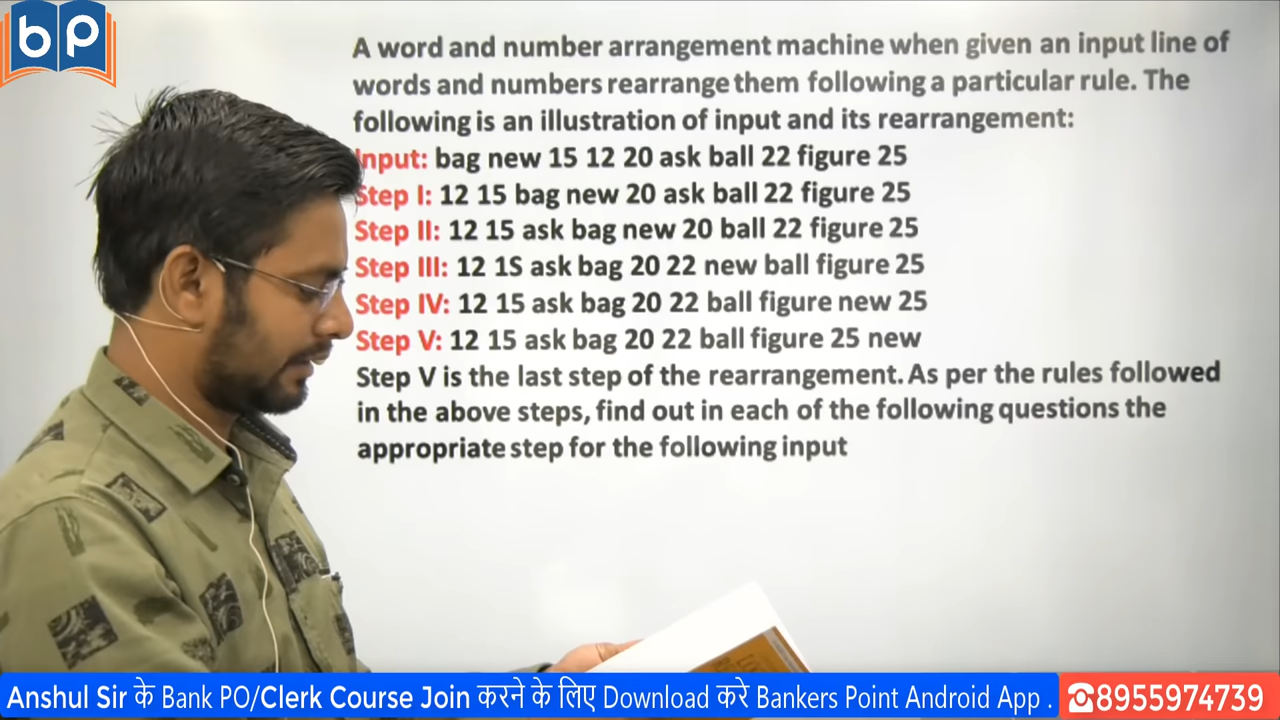 bp
A word and number arrangement machine when given an input line of
words and numbers rearrange them following a particular rule. The
following is an illustration of input and its rearrangement:
Input: bag new 15 12 20 ask ball 22 figure 25
Step I: 12 15 bag new 20 ask ball 22 figure 25
Step II: 12 15 ask bag new 20 ball 22 figure 25
Step III: 12 1S ask bag 20 22 new ball figure 25
Step IV: 12 15 ask bag 20 22 ball figure new 25
Step V: 12 15 ask bag 20 22 ball figure 25 new
Step V is the last step of the rearrangement. As per the rules followed
in the above steps, find out in each of the following questions the
appropriate step for the following input
Anshul Sir के Bank PO/Clerk Course Join करने के लिए Download करे Bankers Point Android App . ☎8955974739